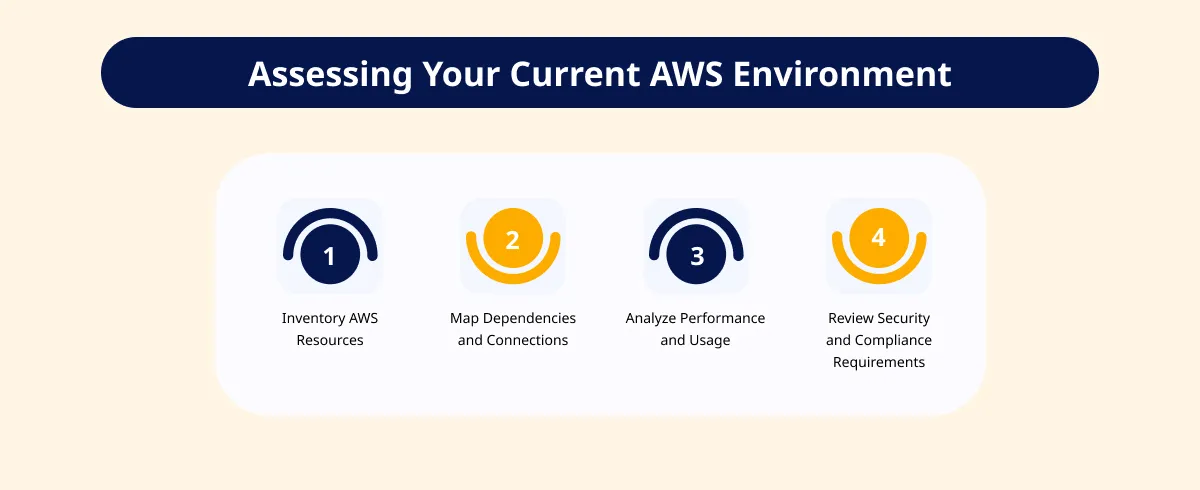 Assessing Your Current AWS Environment
1
Inventory AWS
Resources
2
Map Dependencies
and Connections
3
Analyze Performance
and Usage
4
Review Security
and Compliance
Requirements